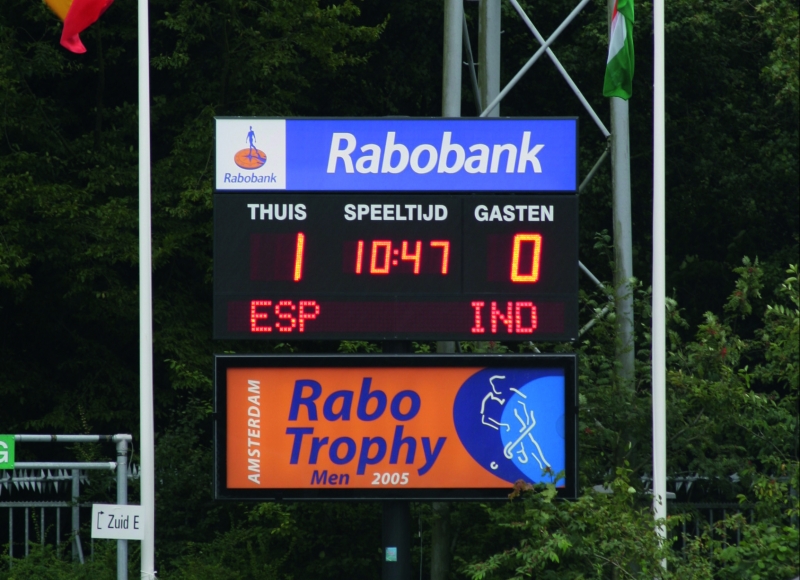 Rabobank
Rabobank
THUIS SPEELTIJD GASTEN
1 10:47 0
ESP IND
AMSTERDAM
Rabo
Trophy
Men 2005
G
Zuid E